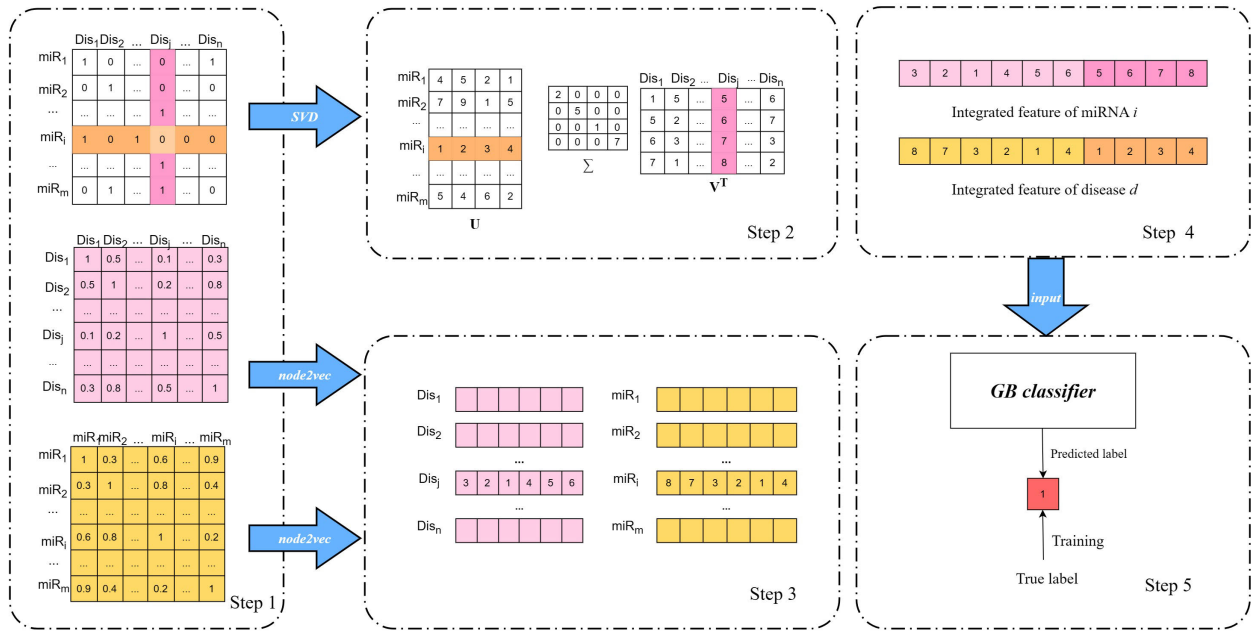 Dis1 Dis2 ... Disj ... Disn
miR1 1 0 ... 0 ... 1
miR2 0 1 ... 0 ... 0
... ... ... ... 1 ... ...
miRi 1 0 1 0 0 0
... ... ... ... 1 ... ...
miRm 0 1 ... 1 ... 0
Dis1 Dis2 ... Disj ... Disn
Dis1 1 0.5 ... 0.1 ... 0.3
Dis2 0.5 1 ... 0.2 ... 0.8
... ... ... ... ... ... ...
Disj 0.1 0.2 ... 1 ... 0.5
... ... ... ... ... ... ...
Disn 0.3 0.8 ... 0.5 ... 1
miR1 miR2 ... miRi ... miRm
miR1 1 0.3 ... 0.6 ... 0.9
miR2 0.3 1 ... 0.8 ... 0.4
... ... ... ... ... ... ...
miRi 0.6 0.8 ... 1 ... 0.2
... ... ... ... ... ... ...
miRm 0.9 0.4 ... 0.2 ... 1
Step 1
SVD
node2vec
node2vec
miR1 4 5 2 1
miR2 7 9 1 5
... ... ... ... ...
miRi 1 2 3 4
... ... ... ... ...
miRm 5 4 6 2
U
2 0 0 0
0 5 0 0
0 0 1 0
0 0 0 7
∑
Dis1 Dis2 ... Disj ... Disn
1 5 ... 5 ... 6
5 2 ... 6 ... 7
6 3 ... 7 ... 3
7 1 ... 8 ... 2
V^T
Step 2
Dis1
Dis2
...
Disj 3 2 1 4 5 6
...
Disn
miR1
miR2
...
miRi 8 7 3 2 1 4
...
miRm
Step 3
3 2 1 4 5 6 5 6 7 8
Integrated feature of miRNA i
8 7 3 2 1 4 1 2 3 4
Integrated feature of disease d
Step 4
input
GB classifier
Predicted label
1
Training
True label
Step 5